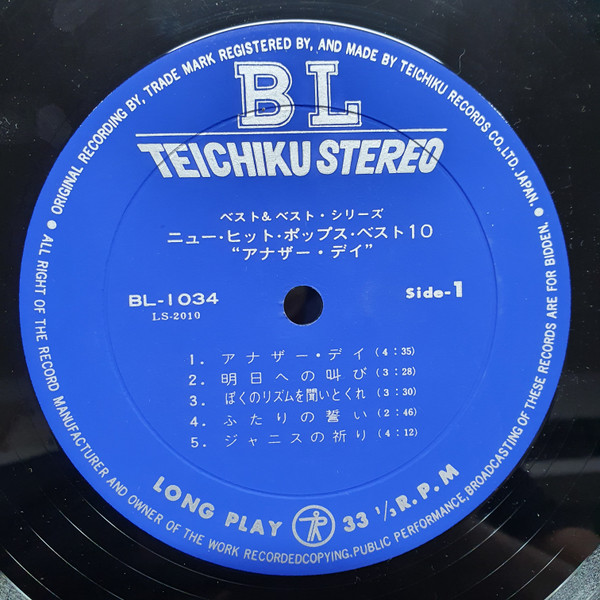 ● ORIGINAL RECORDING BY, TRADE MARK REGISTERED BY, AND MADE BY TEICHIKU RECORDS CO., LTD. JAPAN. ●
BL
TEICHIKU STEREO
ベスト&ベスト・シリーズ
ニュー・ヒット・ポップス・ベスト10
“アナザー・デイ”
BL-1034
LS-2010
Side-1
1. アナザー・デイ(4:35)
2. 明日への叫び(3:28)
3. ぼくのリズムを聞いとくれ(3:30)
4. ふたりの誓い(2:46)
5. ジャニスの祈り(4:12)
LONG PLAY 33 1/3 R.P.M
ALL RIGHT OF THE RECORD MANUFACTURER AND OWNER OF THE WORK RECORDEDCOPYING. PUBLIC PERFORMANCE, BROADCASTING OF THESE RECORDS ARE FOR BIDDEN.